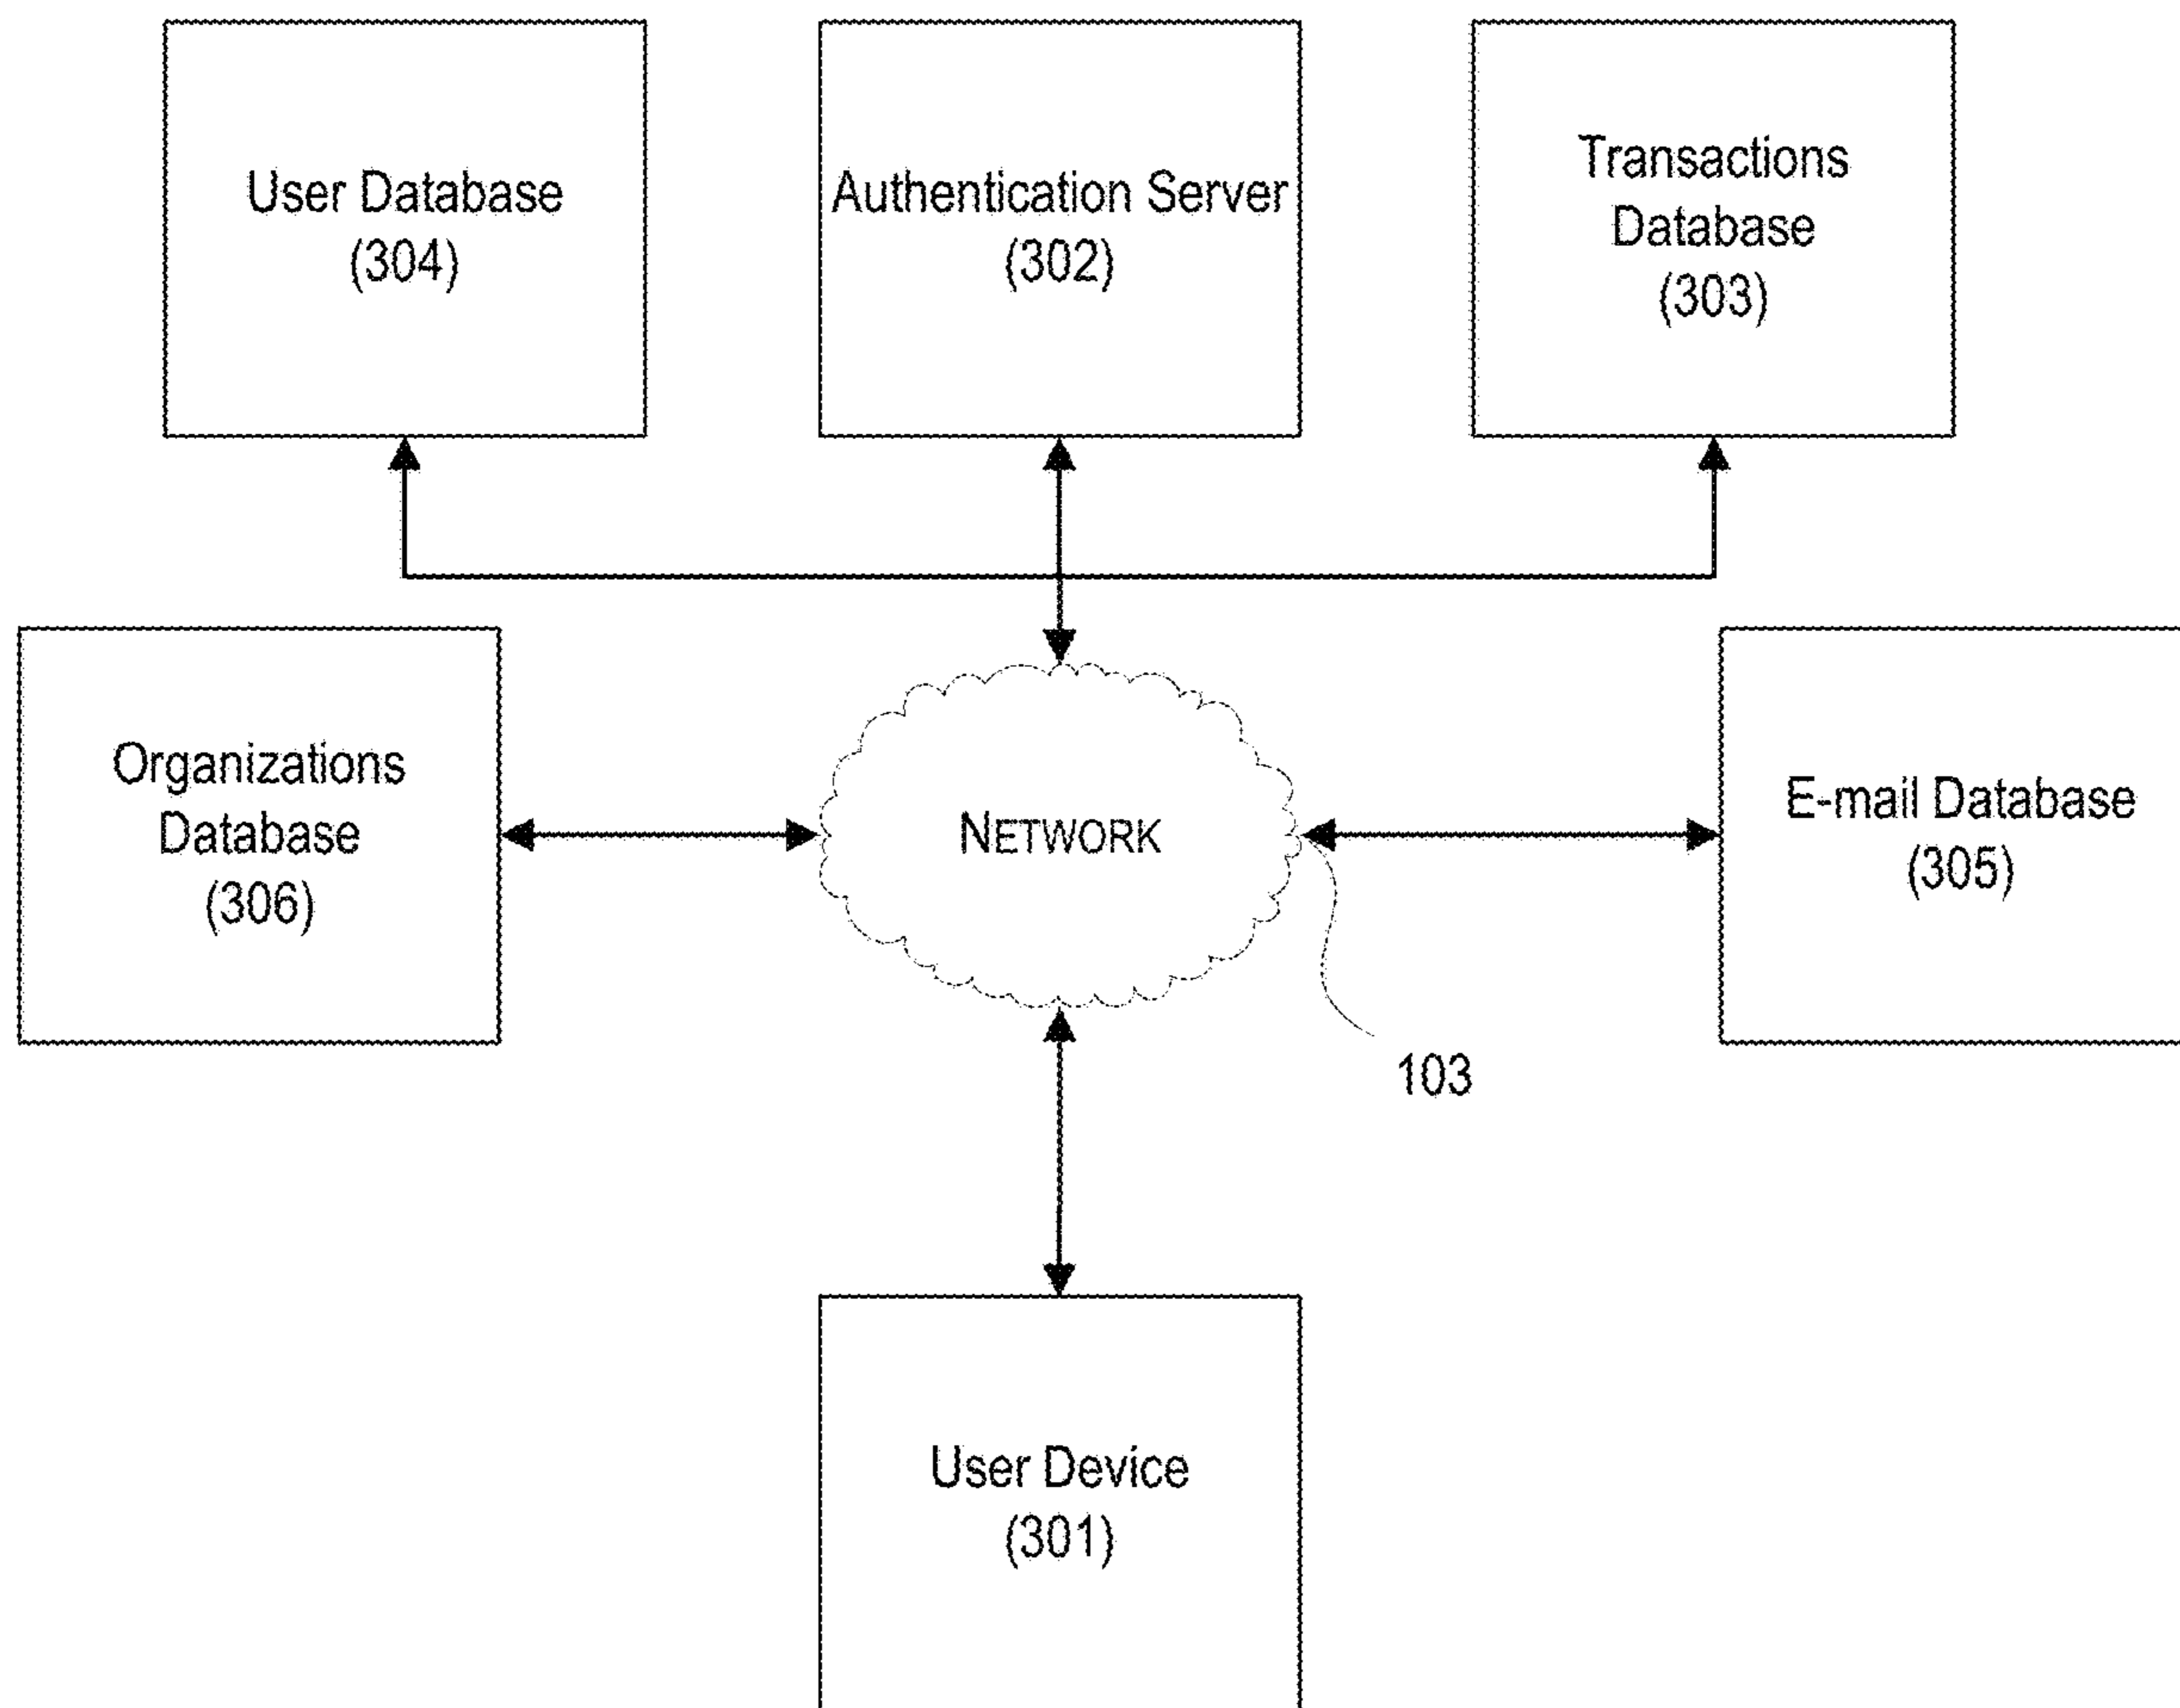 User Database
(304)
Authentication Server
(302)
Transactions
Database
(303)
Organizations
Database
(306)
NETWORK
E-mail Database
(305)
103
User Device
(301)